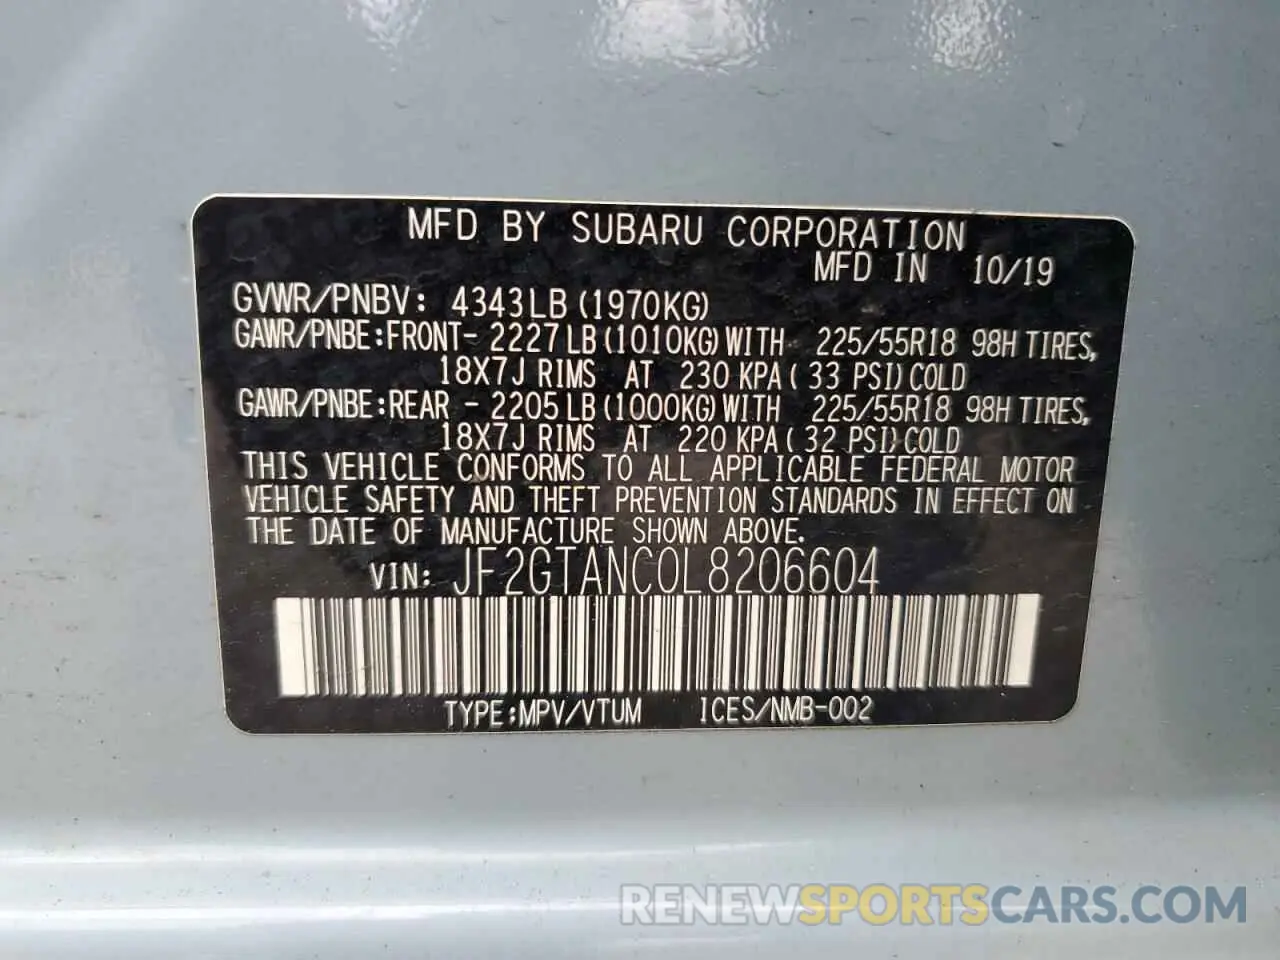 MFD BY SUBARU CORPORATION
MFD IN 10/19
GVWR/PNBV: 4343LB (1970KG)
GAWR/PNBE:FRONT- 2227LB(1010KG)WITH 225/55R18 98H TIRES,
18X7J RIMS AT 230 KPA( 33 PSI)COLD
GAWR/PNBE:REAR - 2205LB(1000KG)WITH 225/55R18 98H TIRES,
18X7J RIMS AT 220 KPA( 32 PSI)COLD
THIS VEHICLE CONFORMS TO ALL APPLICABLE FEDERAL MOTOR
VEHICLE SAFETY AND THEFT PREVENTION STANDARDS IN EFFECT ON
THE DATE OF MANUFACTURE SHOWN ABOVE.
VIN: JF2GTANC0L8206604
TYPE:MPV/VTUM ICES/NMB-002
RENEWSPORTSCARS.COM